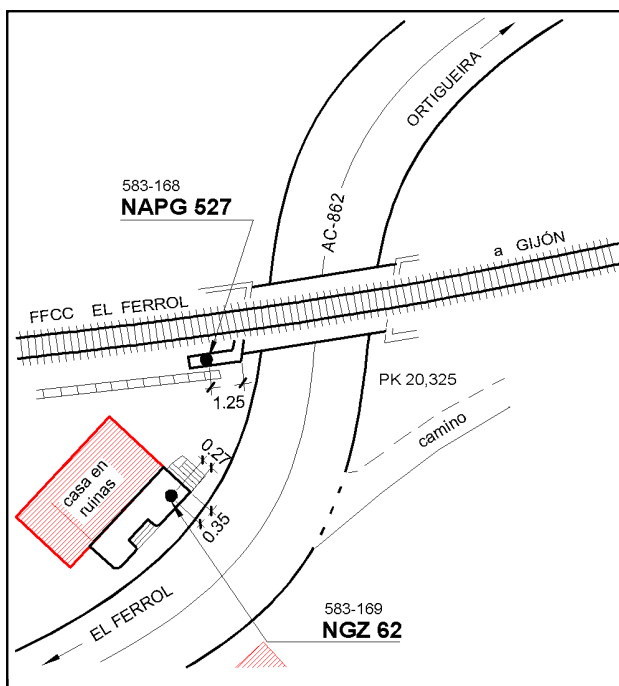 ORTIGUEIRA
583-168
NAPG 527
AC-862
a GIJÓN
FFCC EL FERROL
PK 20,325
1.25
camino
0.27
casa en
ruinas
0.35
EL FERROL
583-169
NGZ 62